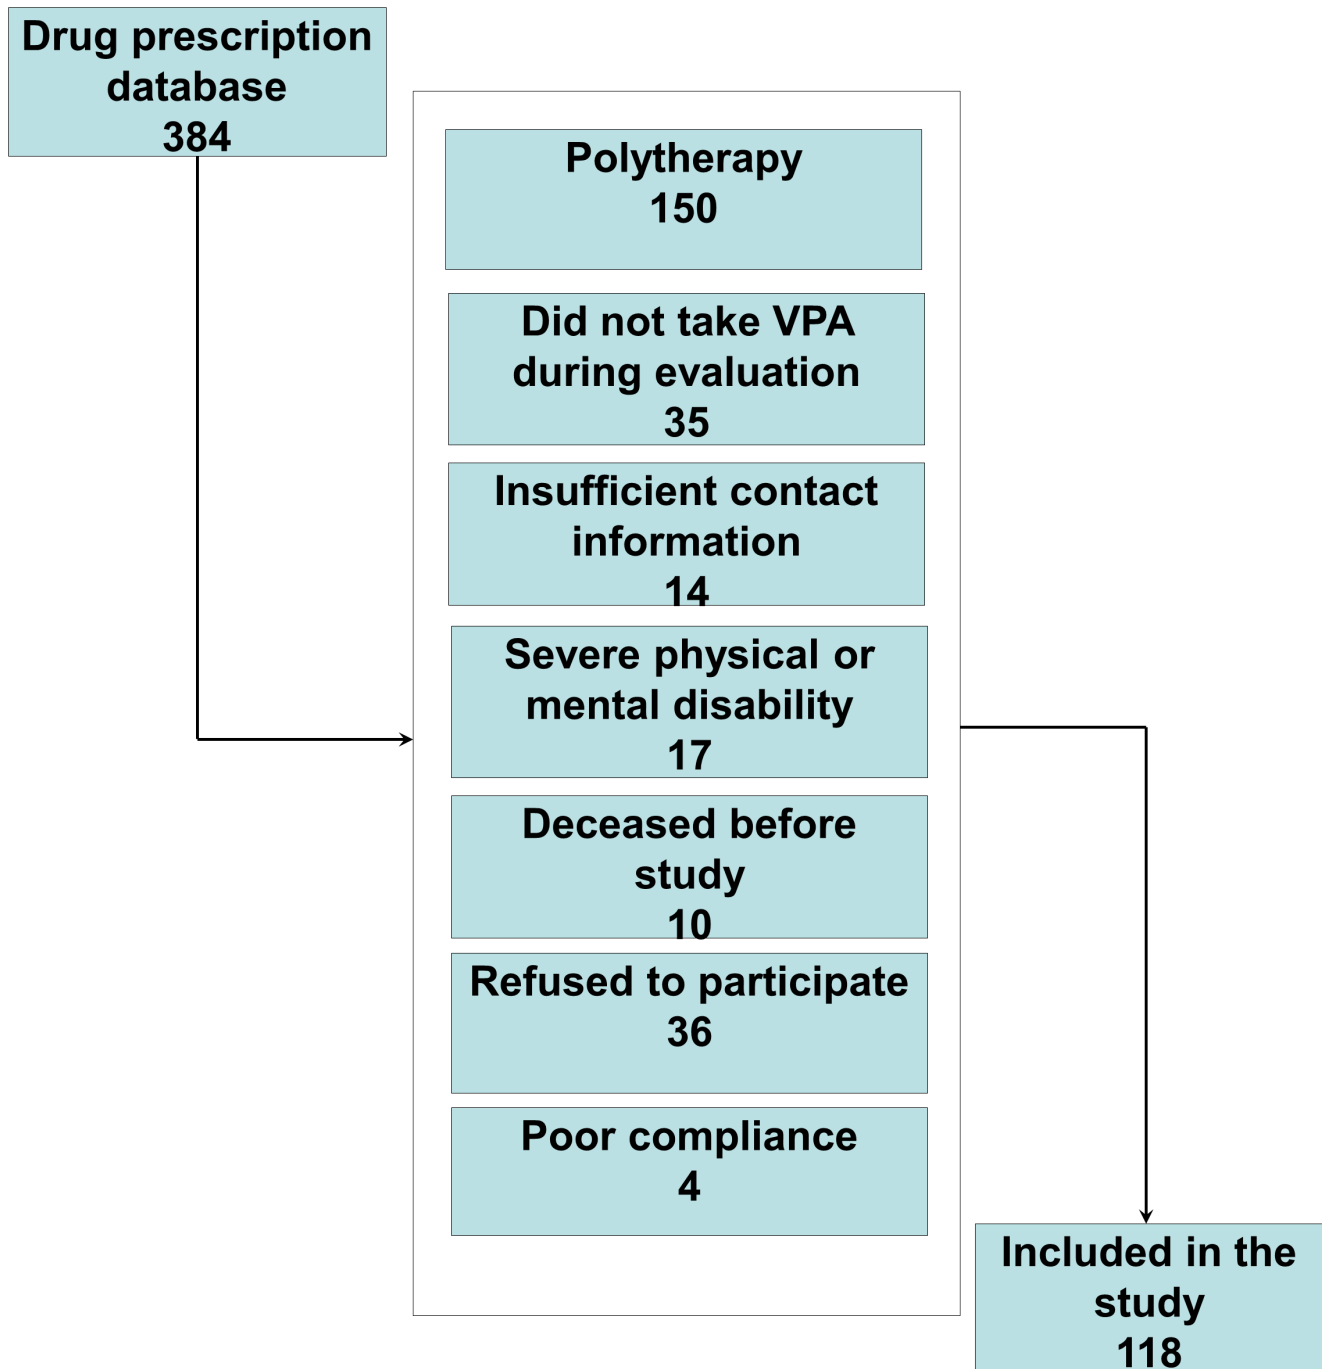 Drug prescription
database
384
Polytherapy
150
Did not take VPA
during evaluation
35
Insufficient contact
information
14
Severe physical or
mental disability
17
Deceased before
study
10
Refused to participate
36
Poor compliance
4
Included in the
study
118